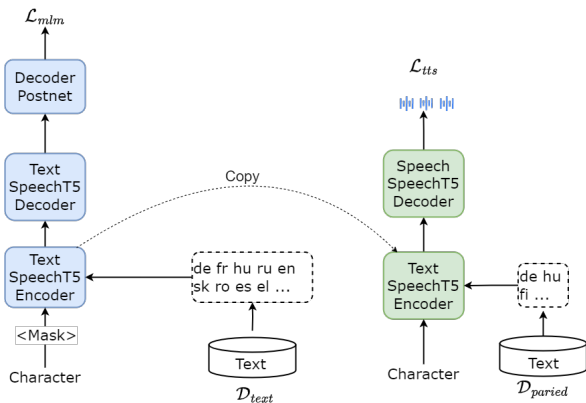 ℒmlm
Decoder
Postnet
Text
SpeechT5
Decoder
Text
SpeechT5
Encoder
<Mask>
Character
Copy
de fr hu ru en
sk ro es el ...
Text
𝒟text
ℒtts
Speech
SpeechT5
Decoder
Text
SpeechT5
Encoder
Character
de hu
fi ...
Text
𝒟paried